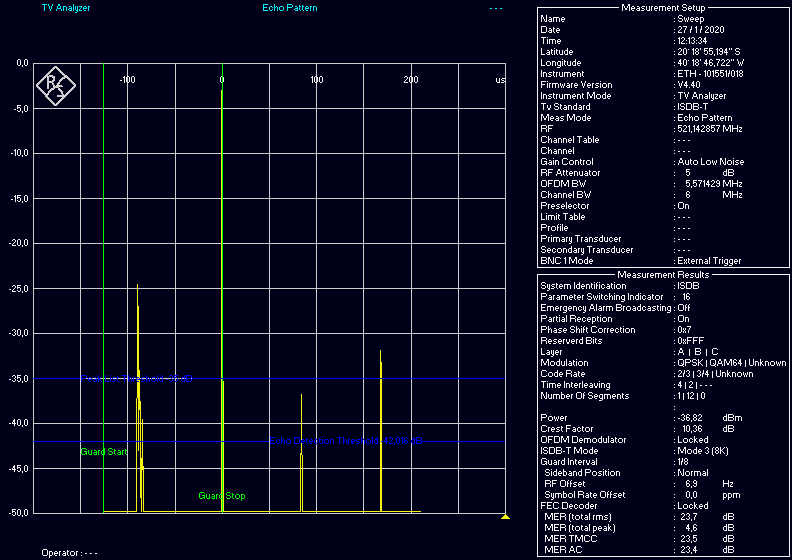 TV Analyzer Echo Pattern ---
0,0
-100 0 100 200 us
-5,0
-10,0
-15,0
-20,0
-25,0
-30,0
-35,0
-40,0
Echo Detection Threshold
Guard Start
-45,0
Guard Stop
-50,0
Operator : ---
Measurement Setup
Name : Sweep
Date : 27 / 1 / 2020
Time : 12:13:34
Latitude : 20° 18' 55,194" S
Longitude : 40° 18' 46,722" W
Instrument : ETH - 101551/018
Firmware Version : V4.40
Instrument Mode : TV Analyzer
Tv Standard : ISDB-T
Meas Mode : Echo Pattern
RF : 521,142857 MHz
Channel Table : ---
Channel : ---
Gain Control : Auto Low Noise
RF Attenuator : 5 dB
OFDM BW : 5,571429 MHz
Channel BW : 6 MHz
Preselector : On
Limit Table : ---
Profile : ---
Primary Transducer : ---
Secondary Transducer : ---
BNC 1 Mode : External Trigger
Measurement Results
System Identification : ISDB
Parameter Switching Indicator : 16
Emergency Alarm Broadcasting : Off
Partial Reception : On
Phase Shift Correction : 0x7
Reserverd Bits : 0xFFF
Layer : A | B | C
Modulation : QPSK | QAM64 | Unknown
Code Rate : 2/3 | 3/4 | Unknown
Time Interleaving : 4 | 2 | ---
Number Of Segments : 1 | 12 | 0
:
Power : -36,82 dBm
Crest Factor : 10,36 dB
OFDM Demodulator : Locked
ISDB-T Mode : Mode 3 (8K)
Guard Interval : 1/8
Sideband Position : Normal
RF Offset : 6,9 Hz
Symbol Rate Offset : 0,0 ppm
FEC Decoder : Locked
MER (total rms) : 23,7 dB
MER (total peak) : 4,6 dB
MER TMCC : 23,5 dB
MER AC : 23,4 dB